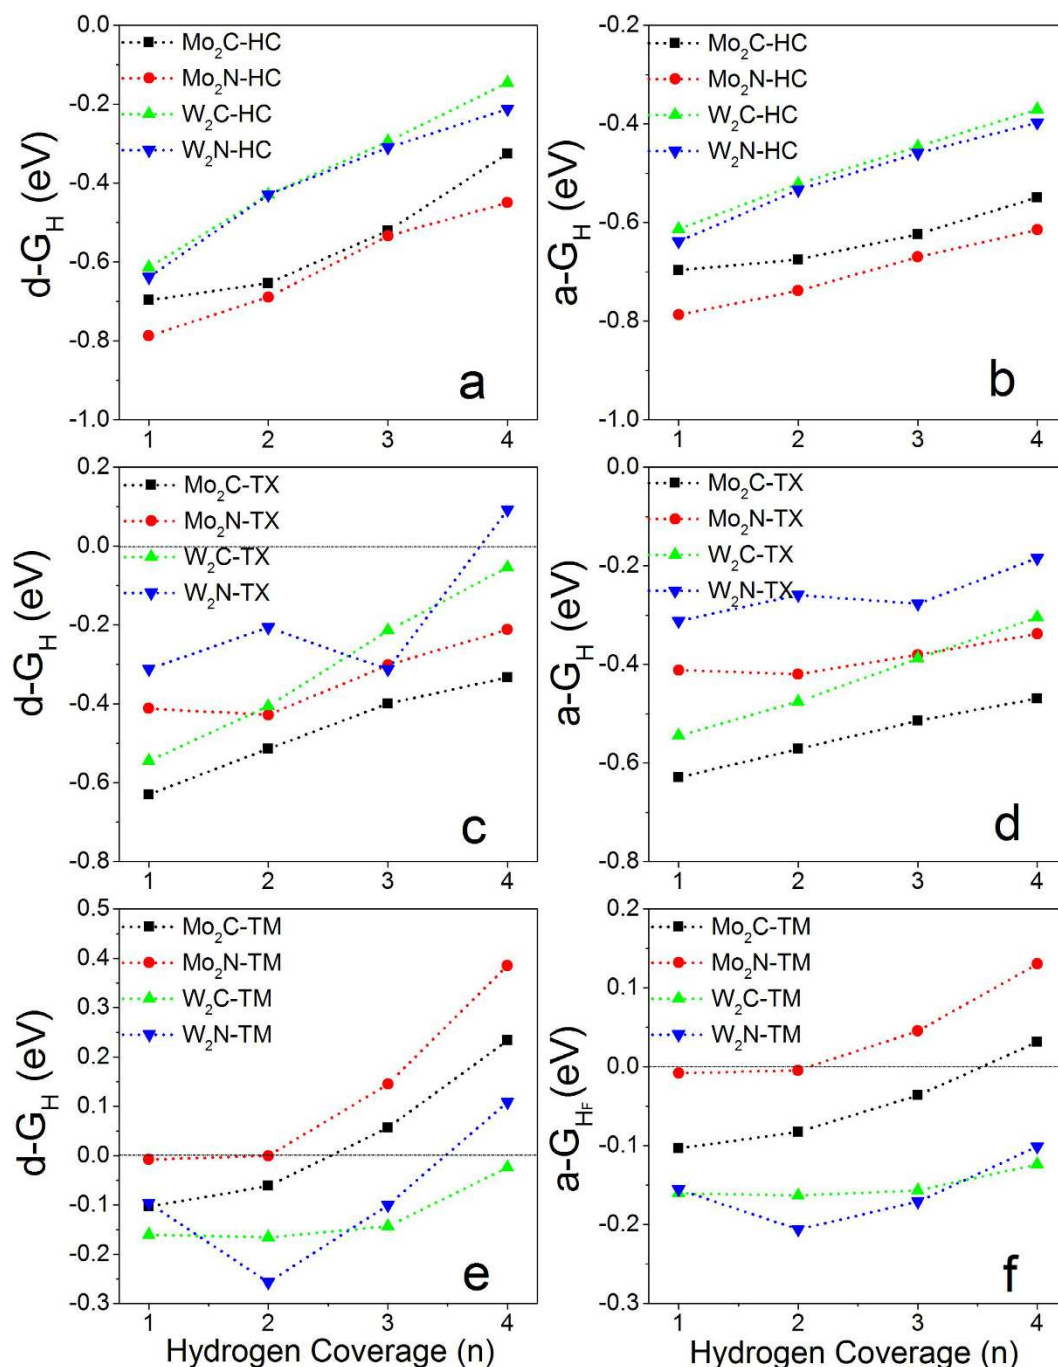 d-G_H (eV)
0.0
-0.2
-0.4
-0.6
-0.8
-1.0
Mo₂C-HC
Mo₂N-HC
W₂C-HC
W₂N-HC
a
1 2 3 4
a-G_H (eV)
-0.2
-0.4
-0.6
-0.8
-1.0
Mo₂C-HC
Mo₂N-HC
W₂C-HC
W₂N-HC
b
1 2 3 4
d-G_H (eV)
0.2
0.0
-0.2
-0.4
-0.6
-0.8
Mo₂C-TX
Mo₂N-TX
W₂C-TX
W₂N-TX
c
1 2 3 4
a-G_H (eV)
0.0
-0.2
-0.4
-0.6
-0.8
Mo₂C-TX
Mo₂N-TX
W₂C-TX
W₂N-TX
d
1 2 3 4
d-G_H (eV)
0.5
0.4
0.3
0.2
0.1
0.0
-0.1
-0.2
-0.3
Mo₂C-TM
Mo₂N-TM
W₂C-TM
W₂N-TM
e
1 2 3 4
Hydrogen Coverage (n)
a-G_HF (eV)
0.2
0.1
0.0
-0.1
-0.2
-0.3
Mo₂C-TM
Mo₂N-TM
W₂C-TM
W₂N-TM
f
1 2 3 4
Hydrogen Coverage (n)